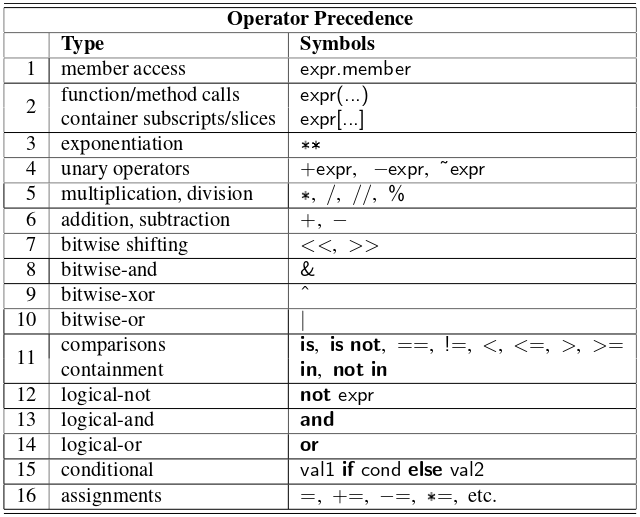 Operator Precedence
Type Symbols
1 member access expr.member
2 function/method calls expr(...)
container subscripts/slices expr[...]
3 exponentiation **
4 unary operators +expr, −expr, ~expr
5 multiplication, division *, /, //, %
6 addition, subtraction +, −
7 bitwise shifting <<, >>
8 bitwise-and &
9 bitwise-xor ^
10 bitwise-or |
11 comparisons is, is not, ==, !=, <, <=, >, >=
containment in, not in
12 logical-not not expr
13 logical-and and
14 logical-or or
15 conditional val1 if cond else val2
16 assignments =, +=, −=, *=, etc.